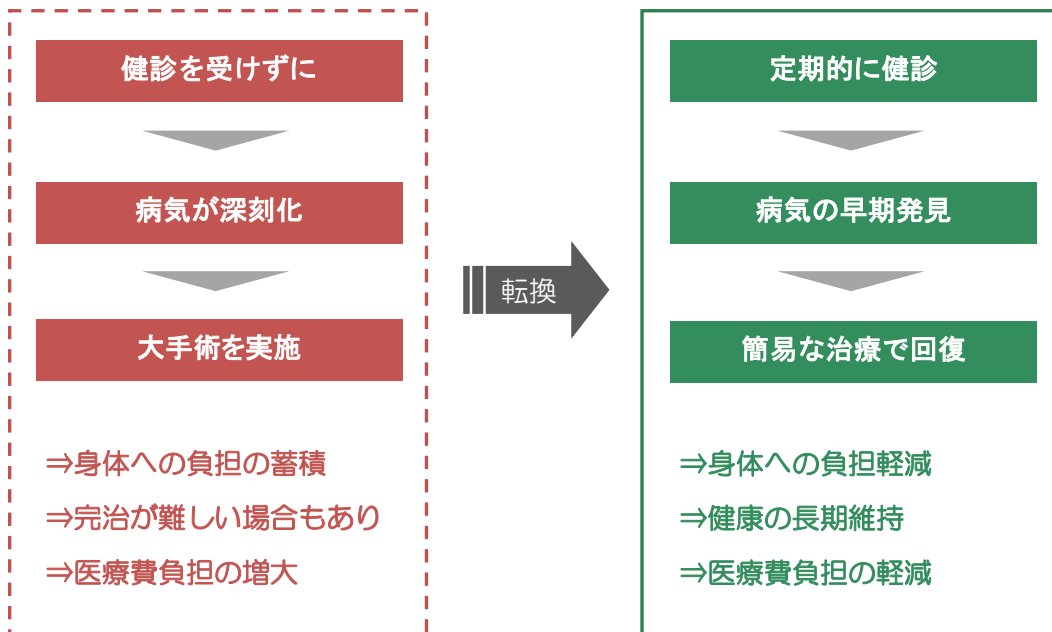 健診を受けずに
病気が深刻化
大手術を実施
⇒身体への負担の蓄積
⇒完治が難しい場合もあり
⇒医療費負担の増大
転換
定期的に健診
病気の早期発見
簡易な治療で回復
⇒身体への負担軽減
⇒健康の長期維持
⇒医療費負担の軽減